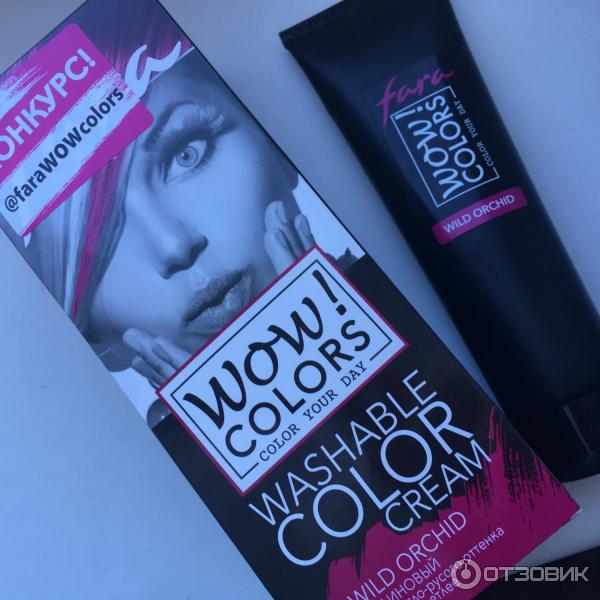 КОНКУРС!
@faraWOWcolors
WOW!
COLORS
COLOR YOUR DAY
WASHABLE
COLOR
CREAM
WILD ORCHID
fara
WOW!
COLORS
COLOR YOUR DAY
WILD ORCHID
ОТЗОВИК